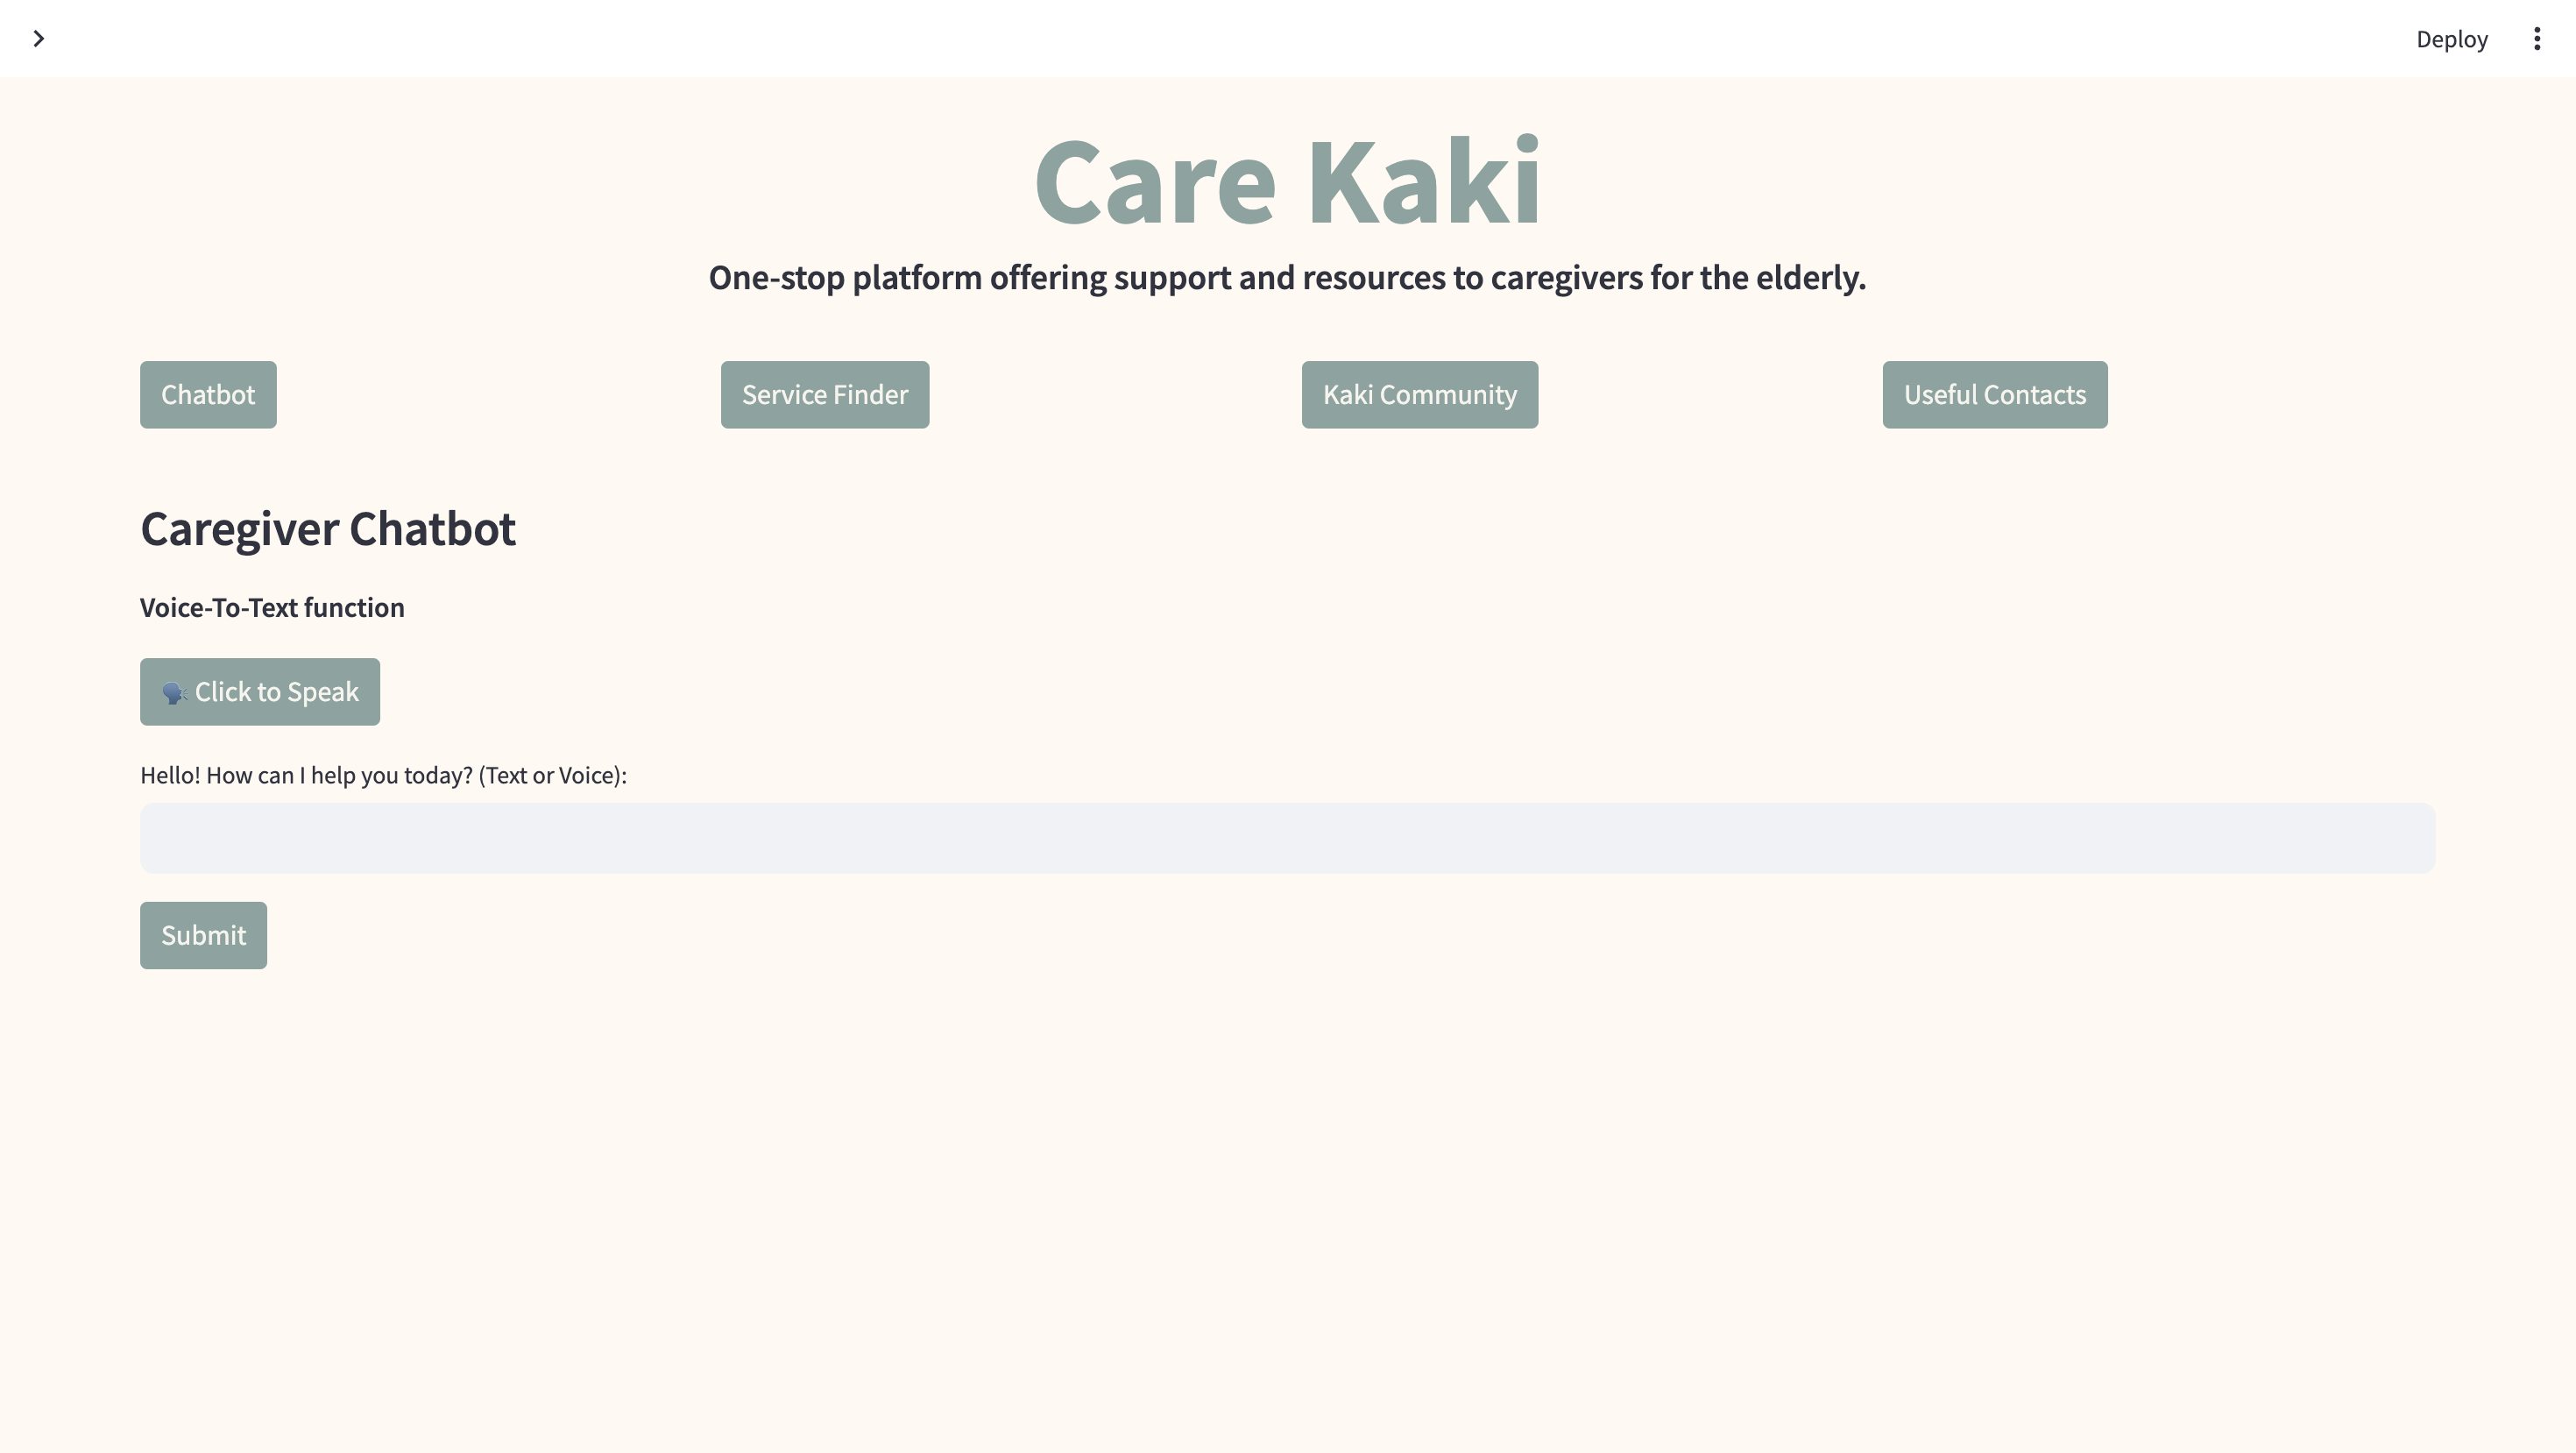 Deploy
Care Kaki
One-stop platform offering support and resources to caregivers for the elderly.
Chatbot
Service Finder
Kaki Community
Useful Contacts
Caregiver Chatbot
Voice-To-Text function
🗣️ Click to Speak
Hello! How can I help you today? (Text or Voice):
Submit